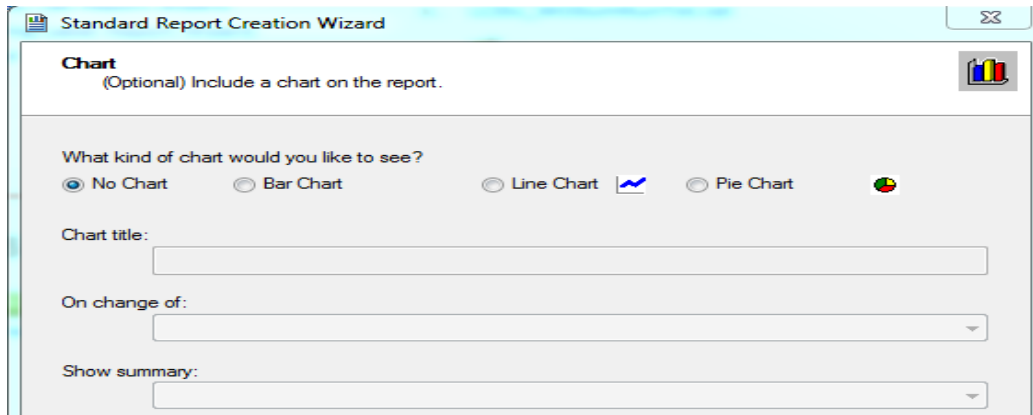 Standard Report Creation Wizard
Chart
(Optional) Include a chart on the report.
What kind of chart would you like to see?
No Chart Bar Chart Line Chart Pie Chart
Chart title:
On change of:
Show summary: